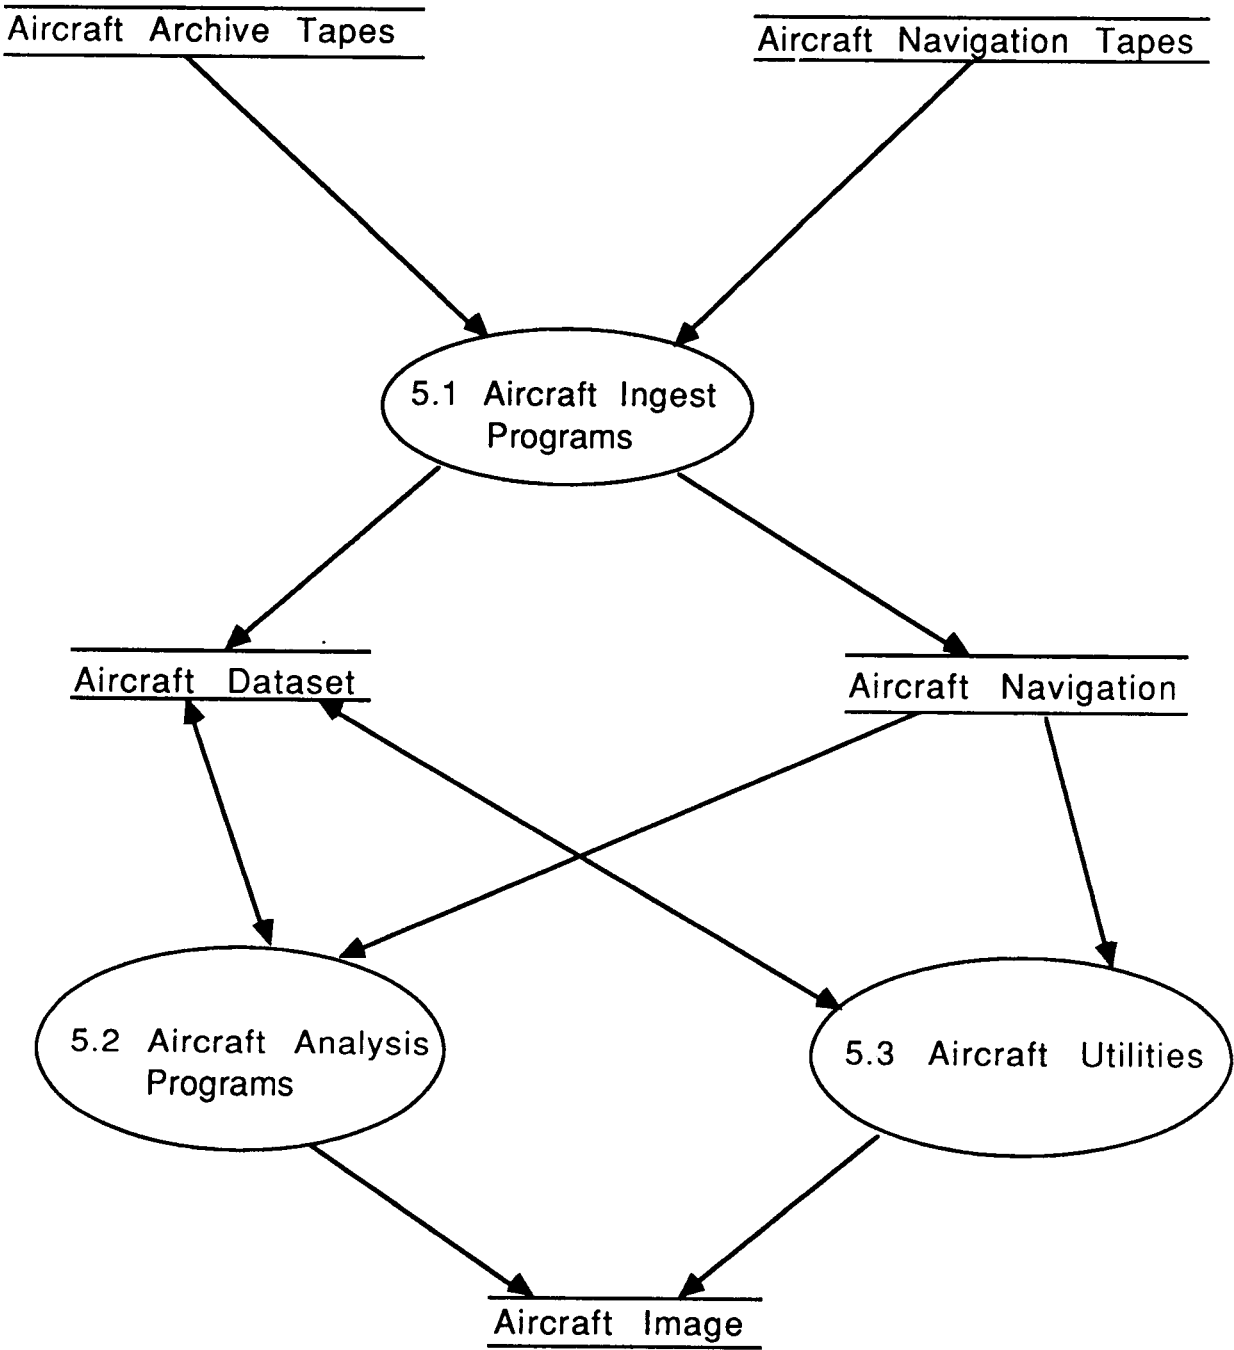 Aircraft Archive Tapes
Aircraft Navigation Tapes
5.1 Aircraft Ingest
Programs
Aircraft Dataset
Aircraft Navigation
5.2 Aircraft Analysis
Programs
5.3 Aircraft Utilities
Aircraft Image